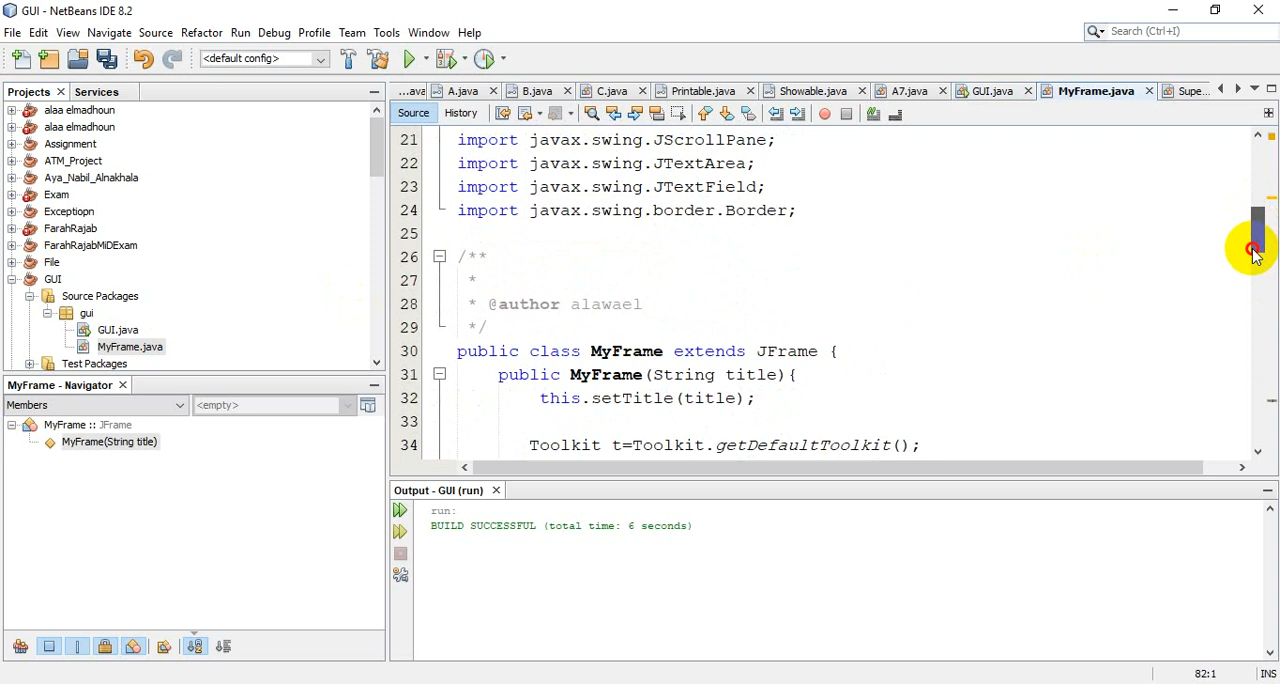 GUI - NetBeans IDE 8.2
File Edit View Navigate Source Refactor Run Debug Profile Team Tools Window Help
Search (Ctrl+I)
<default config>
Projects Services
...ava A.java B.java C.java Printable.java Showable.java A7.java GUI.java MyFrame.java Supe...
Source History
alaa elmadhoun
alaa elmadhoun
Assignment
ATM_Project
Aya_Nabil_Alnakhala
Exam
Exceptiopn
FarahRajab
FarahRajabMiDExam
File
GUI
Source Packages
gui
GUI.java
MyFrame.java
Test Packages
MyFrame - Navigator
Members <empty>
MyFrame :: JFrame
MyFrame(String title)
21 import javax.swing.JScrollPane;
22 import javax.swing.JTextArea;
23 import javax.swing.JTextField;
24 import javax.swing.border.Border;
25
26 /**
27 *
28 * @author alawael
29 */
30 public class MyFrame extends JFrame {
31 public MyFrame(String title){
32 this.setTitle(title);
33
34 Toolkit t=Toolkit.getDefaultToolkit();
Output - GUI (run)
run:
BUILD SUCCESSFUL (total time: 6 seconds)
82:1 INS